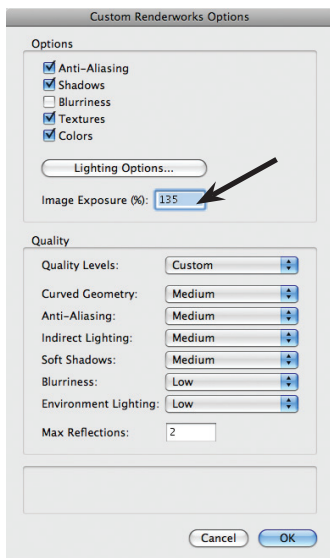 Custom Renderworks Options
Options
Anti-Aliasing
Shadows
Blurriness
Textures
Colors
Lighting Options...
Image Exposure (%): 135
Quality
Quality Levels: Custom
Curved Geometry: Medium
Anti-Aliasing: Medium
Indirect Lighting: Medium
Soft Shadows: Medium
Blurriness: Low
Environment Lighting: Low
Max Reflections: 2
Cancel OK